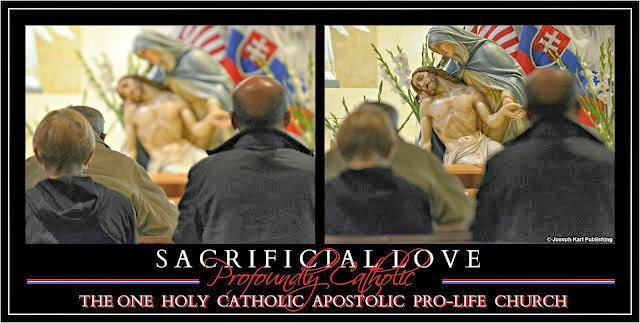 © Joseph Karl Publishing
SACRIFICIAL LOVE
Profoundly Catholic
THE ONE HOLY CATHOLIC APOSTOLIC PRO-LIFE CHURCH